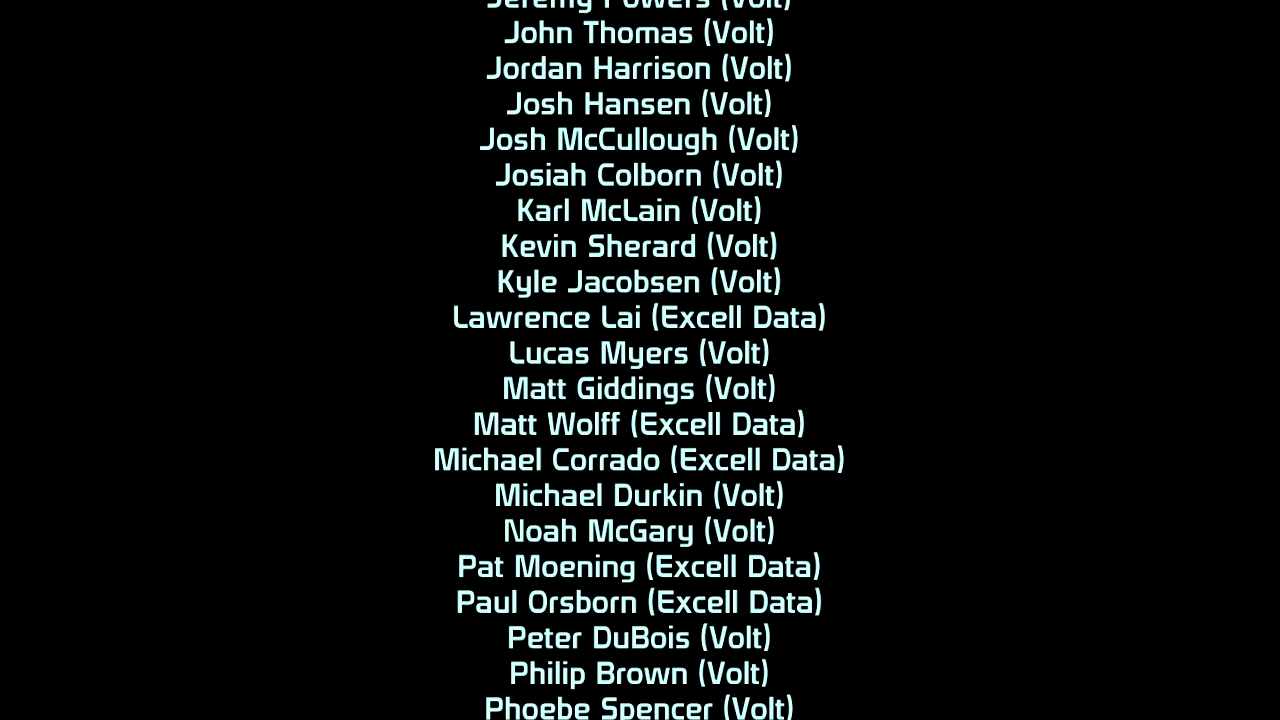 Jeremy Powers (Volt)
John Thomas (Volt)
Jordan Harrison (Volt)
Josh Hansen (Volt)
Josh McCullough (Volt)
Josiah Colborn (Volt)
Karl McLain (Volt)
Kevin Sherard (Volt)
Kyle Jacobsen (Volt)
Lawrence Lai (Excell Data)
Lucas Myers (Volt)
Matt Giddings (Volt)
Matt Wolff (Excell Data)
Michael Corrado (Excell Data)
Michael Durkin (Volt)
Noah McGary (Volt)
Pat Moening (Excell Data)
Paul Orsborn (Excell Data)
Peter DuBois (Volt)
Philip Brown (Volt)
Phoebe Spencer (Volt)